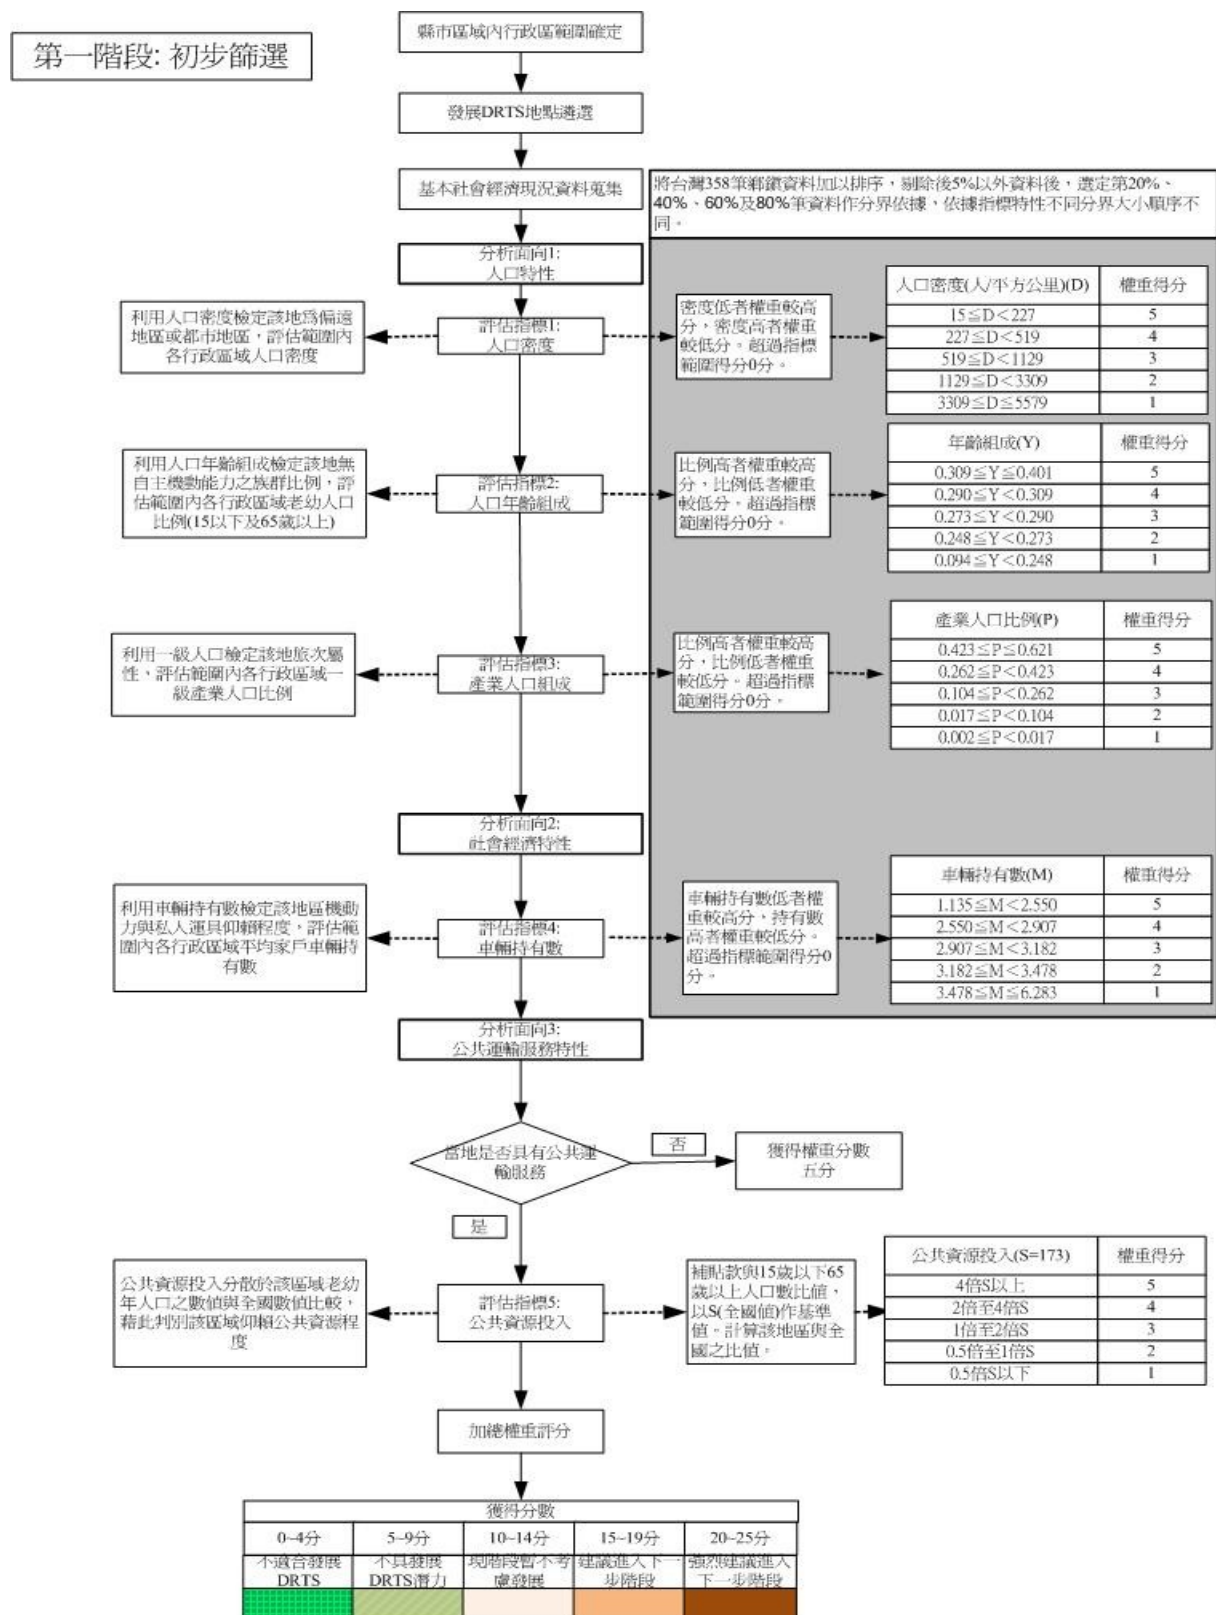 第一階段: 初步篩選
縣市區域內行政區範圍確定
發展DRTS地點遴選
基本社會經濟現況資料蒐集
將台灣358筆鄉鎮資料加以排序，剔除後5%以外資料後，選定第20%、
40%、60%及80%筆資料作分界依據，依據指標特性不同分界大小順序不
同。
分析面向1:
人口特性
利用人口密度檢定該地為偏遠
地區或都市地區，評估範圍內
各行政區域人口密度
評估指標1:
人口密度
密度低者權重較高
分，密度高者權重
較低分。超過指標
範圍得分0分。
人口密度(人/平方公里)(D) 權重得分
15≦D＜227 5
227≦D＜519 4
519≦D＜1129 3
1129≦D＜3309 2
3309≦D≦5579 1
利用人口年齡組成檢定該地無
自主機動能力之族群比例，評
估範圍內各行政區域老幼人口
比例(15以下及65歲以上)
評估指標2:
人口年齡組成
比例高者權重較高
分，比例低者權重
較低分。超過指標
範圍得分0分。
年齡組成(Y) 權重得分
0.309≦Y≦0.401 5
0.290≦Y＜0.309 4
0.273≦Y＜0.290 3
0.248≦Y＜0.273 2
0.094≦Y＜0.248 1
利用一級人口檢定該地旅次屬
性，評估範圍內各行政區域一
級產業人口比例
評估指標3:
產業人口組成
比例高者權重較高
分，比例低者權重
較低分。超過指標
範圍得分0分。
產業人口比例(P) 權重得分
0.423≦P≦0.621 5
0.262≦P＜0.423 4
0.104≦P＜0.262 3
0.017≦P＜0.104 2
0.002≦P＜0.017 1
分析面向2:
社會經濟特性
利用車輛持有數檢定該地區機動
力與私人運具仰賴程度，評估範
圍內各行政區域平均家戶車輛持
有數
評估指標4:
車輛持有數
車輛持有數低者權
重較高分，持有數
高者權重較低分。
超過指標範圍得分0
分。
車輛持有數(M) 權重得分
1.135≦M＜2.550 5
2.550≦M＜2.907 4
2.907≦M＜3.182 3
3.182≦M＜3.478 2
3.478≦M≦6.283 1
分析面向3:
公共運輸服務特性
當地是否具有公共運
輸服務
否
獲得權重分數
五分
是
公共資源投入分散於該區域老幼
年人口之數值與全國數值比較，
藉此判別該區域仰賴公共資源程
度
評估指標5:
公共資源投入
補貼款與15歲以下65
歲以上人口數比值，
以S(全國值)作基準
值。計算該地區與全
國之比值。
公共資源投入(S=173) 權重得分
4倍S以上 5
2倍至4倍S 4
1倍至2倍S 3
0.5倍至1倍S 2
0.5倍S以下 1
加總權重評分
獲得分數
0~4分 5~9分 10~14分 15~19分 20~25分
不適合發展 不具發展 現階段暫不考 建議進入下一 強烈建議進入
DRTS DRTS潛力 慮發展 步階段 下一步階段